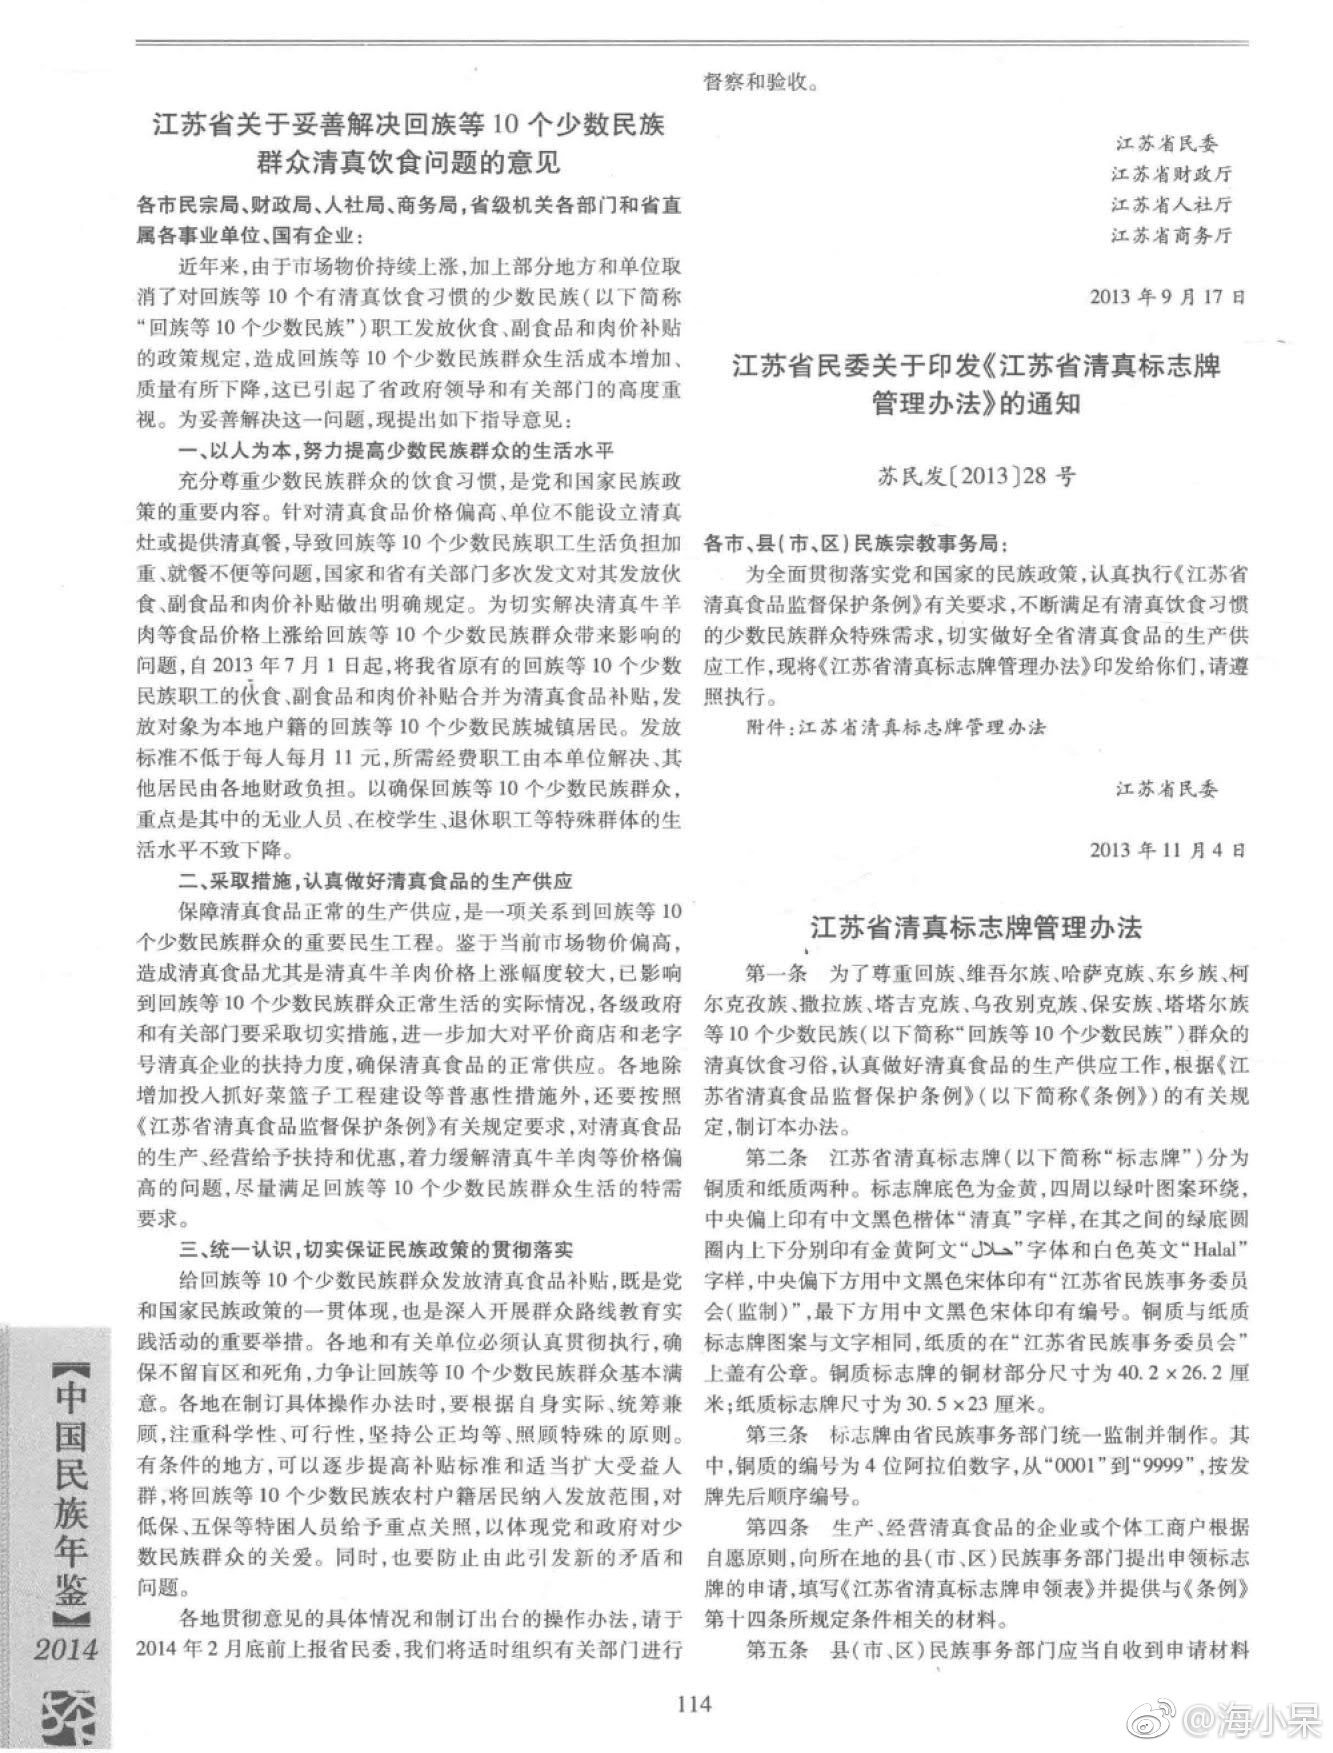 江苏省关于妥善解决回族等 10 个少数民族
群众清真饮食问题的意见
各市民宗局、财政局、人社局、商务局,省级机关各部门和省直
属各事业单位、国有企业:
近年来,由于市场物价持续上涨,加上部分地方和单位取
消了对回族等 10 个有清真饮食习惯的少数民族(以下简称
“回族等 10 个少数民族”)职工发放伙食、副食品和肉价补贴
的政策规定,造成回族等 10 个少数民族群众生活成本增加、
质量有所下降,这已引起了省政府领导和有关部门的高度重
视。为妥善解决这一问题,现提出如下指导意见:
一、以人为本,努力提高少数民族群众的生活水平
充分尊重少数民族群众的饮食习惯,是党和国家民族政
策的重要内容。针对清真食品价格偏高、单位不能设立清真
灶或提供清真餐,导致回族等 10 个少数民族职工生活负担加
重、就餐不便等问题,国家和省有关部门多次发文对其发放伙
食、副食品和肉价补贴做出明确规定。为切实解决清真牛羊
肉等食品价格上涨给回族等 10 个少数民族群众带来影响的
问题,自 2013 年 7 月 1 日起,将我省原有的回族等 10 个少数
民族职工的伙食、副食品和肉价补贴合并为清真食品补贴,发
放对象为本地户籍的回族等 10 个少数民族城镇居民。发放
标准不低于每人每月 11 元,所需经费职工由本单位解决、其
他居民由各地财政负担。以确保回族等 10 个少数民族群众,
重点是其中的无业人员、在校学生、退休职工等特殊群体的生
活水平不致下降。
二、采取措施,认真做好清真食品的生产供应
保障清真食品正常的生产供应,是一项关系到回族等 10
个少数民族群众的重要民生工程。鉴于当前市场物价偏高,
造成清真食品尤其是清真牛羊肉价格上涨幅度较大,已影响
到回族等 10 个少数民族群众正常生活的实际情况,各级政府
和有关部门要采取切实措施,进一步加大对平价商店和老字
号清真企业的扶持力度,确保清真食品的正常供应。各地除
增加投入抓好菜篮子工程建设等普惠性措施外,还要按照
《江苏省清真食品监督保护条例》有关规定要求,对清真食品
的生产、经营给予扶持和优惠,着力缓解清真牛羊肉等价格偏
高的问题,尽量满足回族等 10 个少数民族群众生活的特需
要求。
三、统一认识,切实保证民族政策的贯彻落实
给回族等 10 个少数民族群众发放清真食品补贴,既是党
和国家民族政策的一贯体现,也是深入开展群众路线教育实
践活动的重要举措。各地和有关单位必须认真贯彻执行,确
保不留盲区和死角,力争让回族等 10 个少数民族群众基本满
意。各地在制订具体操作办法时,要根据自身实际、统筹兼
顾,注重科学性、可行性,坚持公正均等、照顾特殊的原则。
有条件的地方,可以逐步提高补贴标准和适当扩大受益人
群,将回族等 10 个少数民族农村户籍居民纳入发放范围,对
低保、五保等特困人员给予重点关照,以体现党和政府对少
数民族群众的关爱。同时,也要防止由此引发新的矛盾和
问题。
各地贯彻意见的具体情况和制订出台的操作办法,请于
2014 年 2 月底前上报省民委,我们将适时组织有关部门进行
督察和验收。
江苏省民委
江苏省财政厅
江苏省人社厅
江苏省商务厅
2013 年 9 月 17 日
江苏省民委关于印发《江苏省清真标志牌
管理办法》的通知
苏民发〔2013〕28 号
各市、县(市、区)民族宗教事务局:
为全面贯彻落实党和国家的民族政策,认真执行《江苏省
清真食品监督保护条例》有关要求,不断满足有清真饮食习惯
的少数民族群众特殊需求,切实做好全省清真食品的生产供
应工作,现将《江苏省清真标志牌管理办法》印发给你们,请遵
照执行。
附件:江苏省清真标志牌管理办法
江苏省民委
2013 年 11 月 4 日
江苏省清真标志牌管理办法
第一条 为了尊重回族、维吾尔族、哈萨克族、东乡族、柯
尔克孜族、撒拉族、塔吉克族、乌孜别克族、保安族、塔塔尔族
等 10 个少数民族(以下简称“回族等 10 个少数民族”)群众的
清真饮食习俗,认真做好清真食品的生产供应工作,根据《江
苏省清真食品监督保护条例》(以下简称《条例》)的有关规
定,制订本办法。
第二条 江苏省清真标志牌(以下简称“标志牌”)分为
铜质和纸质两种。标志牌底色为金黄,四周以绿叶图案环绕,
中央偏上印有中文黑色楷体“清真”字样,在其之间的绿底圆
圈内上下分别印有金黄阿文“حلال”字体和白色英文“Halal”
字样,中央偏下方用中文黑色宋体印有“江苏省民族事务委员
会(监制)”,最下方用中文黑色宋体印有编号。铜质与纸质
标志牌图案与文字相同,纸质的在“江苏省民族事务委员会”
上盖有公章。铜质标志牌的铜材部分尺寸为 40.2×26.2 厘
米;纸质标志牌尺寸为 30.5×23 厘米。
第三条 标志牌由省民族事务部门统一监制并制作。其
中,铜质的编号为 4 位阿拉伯数字,从“0001”到“9999”,按发
牌先后顺序编号。
第四条 生产、经营清真食品的企业或个体工商户根据
自愿原则,向所在地的县(市、区)民族事务部门提出申领标志
牌的申请,填写《江苏省清真标志牌申领表》并提供与《条例》
第十四条所规定条件相关的材料。
第五条 县(市、区)民族事务部门应当自收到申请材料
【中国民族年鉴】
2014
114
@海小呆